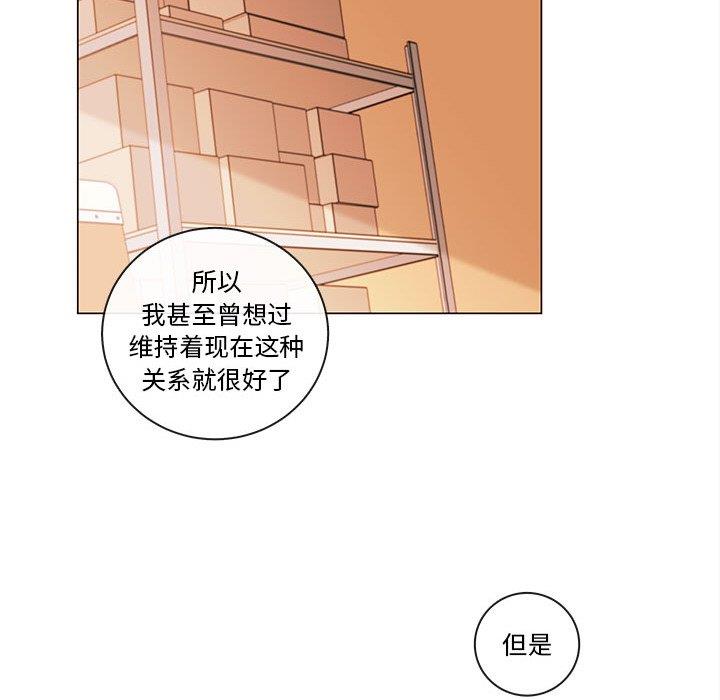 所以
我甚至曾想过
维持着现在这种
关系就很好了
但是